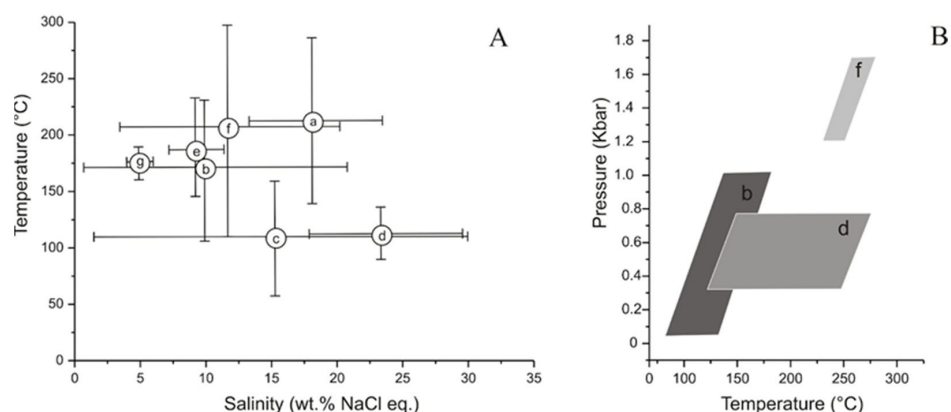 A
300
250
200
150
100
50
0
Temperature (°C)
a
f
e
g
b
c
d
0 5 10 15 20 25 30 35
Salinity (wt.% NaCl eq.)
B
1.8
1.6
1.4
1.2
1.0
0.8
0.6
0.4
0.2
0
Pressure (Kbar)
f
b
d
0 100 150 200 250 300
Temperature (°C)